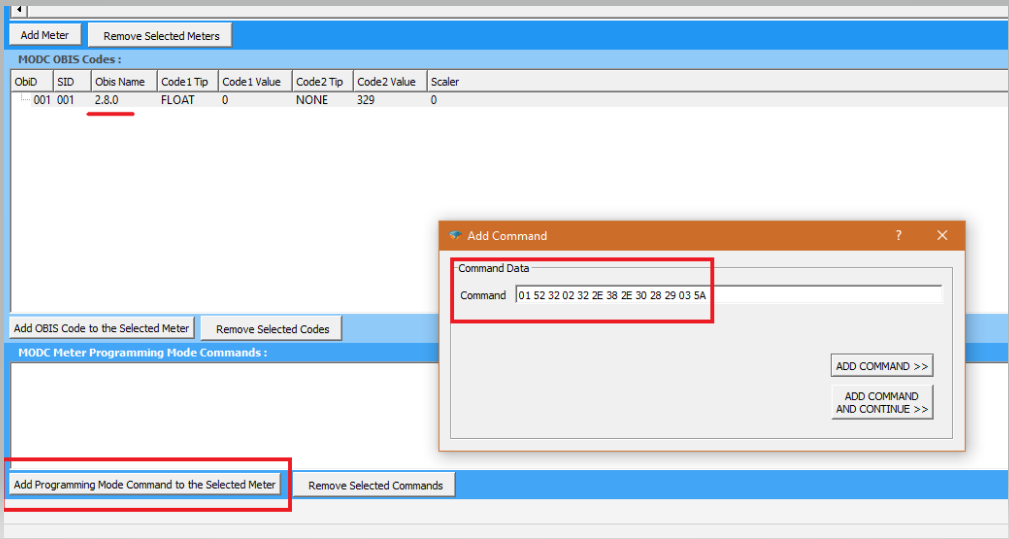 Add Meter Remove Selected Meters
MODC OBIS Codes :
ObiD SID Obis Name Code1 Tip Code1 Value Code2 Tip Code2 Value Scaler
001 001 2.8.0 FLOAT 0 NONE 329 0
Add Command ? ×
Command Data
Command 01 52 32 02 32 2E 38 2E 30 28 29 03 5A
Add OBIS Code to the Selected Meter Remove Selected Codes
MODC Meter Programming Mode Commands :
ADD COMMAND >>
ADD COMMAND
AND CONTINUE >>
Add Programming Mode Command to the Selected Meter Remove Selected Commands